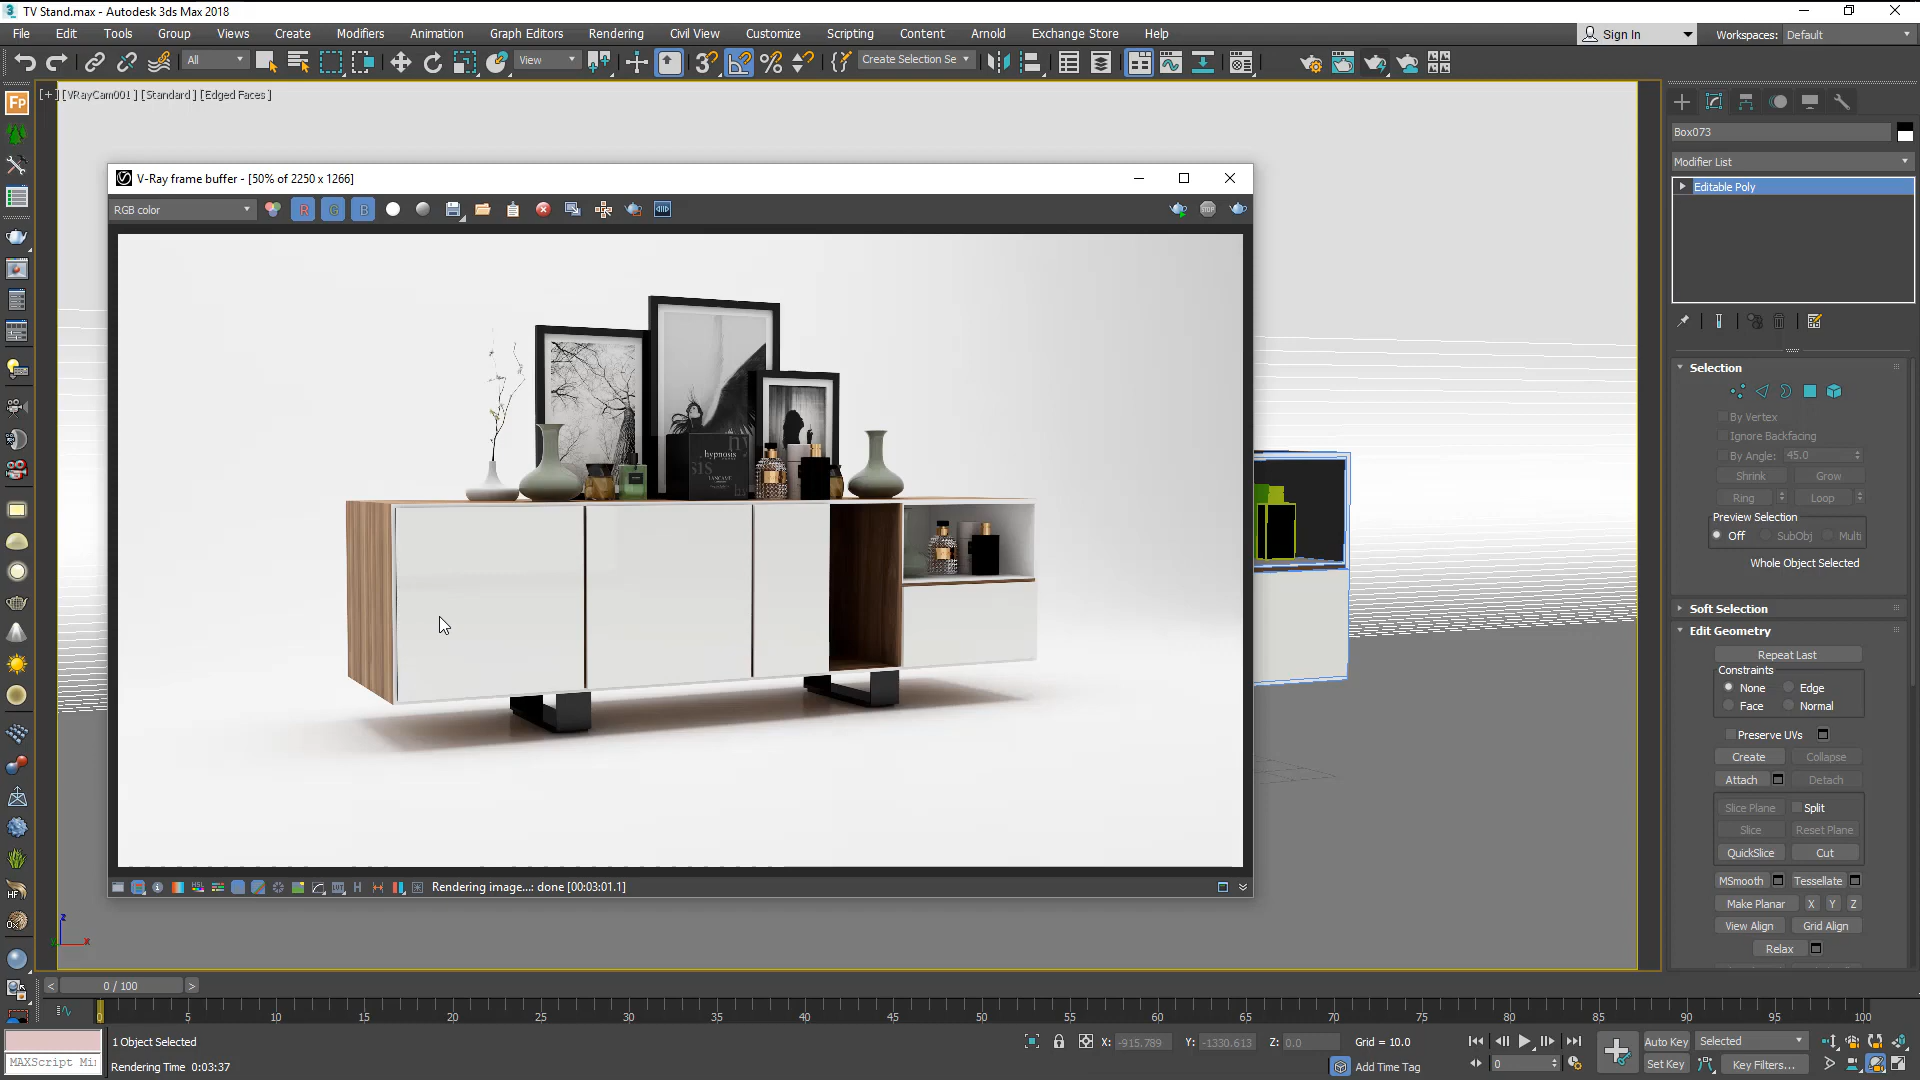 TV Stand.max - Autodesk 3ds Max 2018
File Edit Tools Group Views Create Modifiers Animation Graph Editors Rendering Civil View Customize Scripting Content Arnold Exchange Store Help
Sign In
Workspaces: Default
All
View
Create Selection Se
[+] [VRayCam001] [Standard] [Edged Faces]
Box073
Modifier List
Editable Poly
V-Ray frame buffer - [50% of 2250 x 1266]
RGB color
R G B
STOP
hypnosis
LANCOME
Rendering image...: done [00:03:01.1]
Selection
By Vertex
Ignore Backfacing
By Angle: 45.0
Shrink Grow
Ring Loop
Preview Selection
Off SubObj Multi
Whole Object Selected
Soft Selection
Edit Geometry
Repeat Last
Constraints
None Edge
Face Normal
Preserve UVs
Create Collapse
Attach Detach
Slice Plane Split
Slice Reset Plane
QuickSlice Cut
MSmooth Tessellate
Make Planar X Y Z
View Align Grid Align
Relax
z
x
< 0 / 100 >
0 5 10 15 20 25 30 35 40 45 50 55 60 65 70 75 80 85 90 95 100
1 Object Selected
X: -915.789 Y: -1330.613 Z: 0.0 Grid = 10.0
Auto Key Selected
MAXScript Mi
Rendering Time 0:03:37
Add Time Tag
0
Set Key Key Filters...